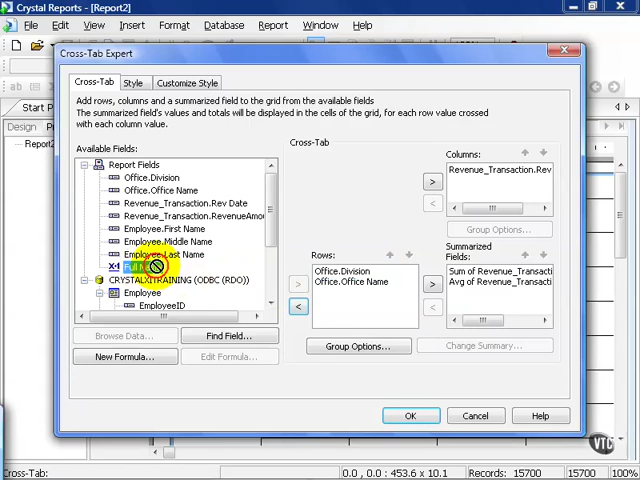 Crystal Reports - [Report2]
File Edit View Insert Format Database Report Window Help
Start P
Design
Report2
Cross-Tab Expert
Cross-Tab Style Customize Style
Add rows, columns and a summarized field to the grid from the available fields
The summarized field's values and totals will be displayed in the cells of the grid, for each row value crossed
with each column value.
Available Fields:
Report Fields
Office.Division
Office.Office Name
Revenue_Transaction.Rev Date
Revenue_Transaction.RevenueAmou
Employee.First Name
Employee.Middle Name
Employee.Last Name
CRYSTALXITRAINING (ODBC (RDO))
Employee
EmployeeID
Browse Data... Find Field...
New Formula... Edit Formula...
Cross-Tab
Columns:
Revenue_Transaction.Rev
Group Options...
Rows:
Office.Division
Office.Office Name
Group Options...
Summarized
Fields:
Sum of Revenue_Transacti
Avg of Revenue_Transacti
Change Summary...
OK Cancel Help
VTC
Cross-Tab: 0.0 , 0.0 : 453.6 x 10.1 Records: 15700 15700 100%